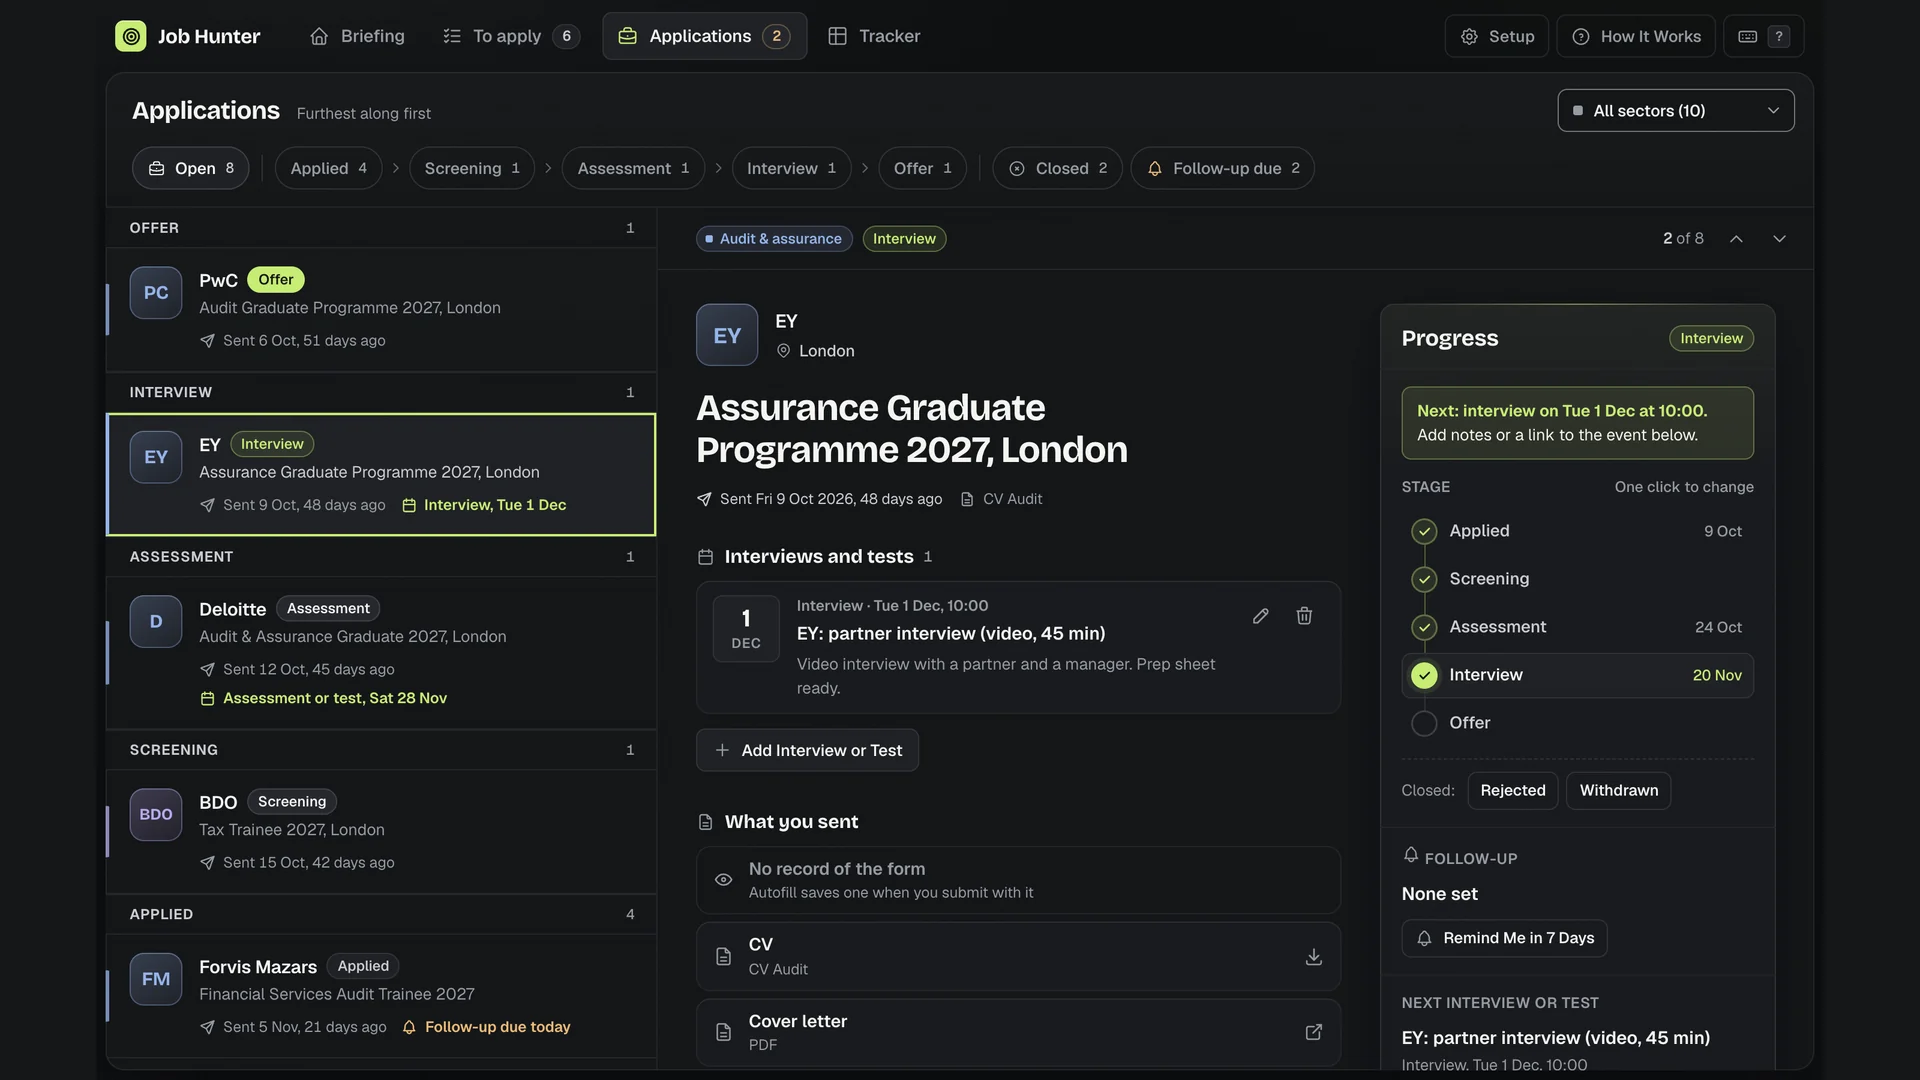 Job Hunter
Briefing
To apply 6
Applications 2
Tracker
Setup
How It Works
?
Applications
Furthest along first
All sectors (10)
Open 8
Applied 4
Screening 1
Assessment 1
Interview 1
Offer 1
Closed 2
Follow-up due 2
OFFER 1
PC
PwC Offer
Audit Graduate Programme 2027, London
Sent 6 Oct, 51 days ago
INTERVIEW 1
EY
EY Interview
Assurance Graduate Programme 2027, London
Sent 9 Oct, 48 days ago
Interview, Tue 1 Dec
ASSESSMENT 1
D
Deloitte Assessment
Audit & Assurance Graduate 2027, London
Sent 12 Oct, 45 days ago
Assessment or test, Sat 28 Nov
SCREENING 1
BDO
BDO Screening
Tax Trainee 2027, London
Sent 15 Oct, 42 days ago
APPLIED 4
FM
Forvis Mazars Applied
Financial Services Audit Trainee 2027
Sent 5 Nov, 21 days ago
Follow-up due today
Audit & assurance
Interview
2 of 8
EY
EY
London
Assurance Graduate
Programme 2027, London
Sent Fri 9 Oct 2026, 48 days ago
CV Audit
Interviews and tests 1
1
DEC
Interview · Tue 1 Dec, 10:00
EY: partner interview (video, 45 min)
Video interview with a partner and a manager. Prep sheet
ready.
Add Interview or Test
What you sent
No record of the form
Autofill saves one when you submit with it
CV
CV Audit
Cover letter
PDF
Progress
Interview
Next: interview on Tue 1 Dec at 10:00.
Add notes or a link to the event below.
STAGE
One click to change
Applied 9 Oct
Screening
Assessment 24 Oct
Interview 20 Nov
Offer
Closed:
Rejected
Withdrawn
FOLLOW-UP
None set
Remind Me in 7 Days
NEXT INTERVIEW OR TEST
EY: partner interview (video, 45 min)
Interview, Tue 1 Dec, 10:00